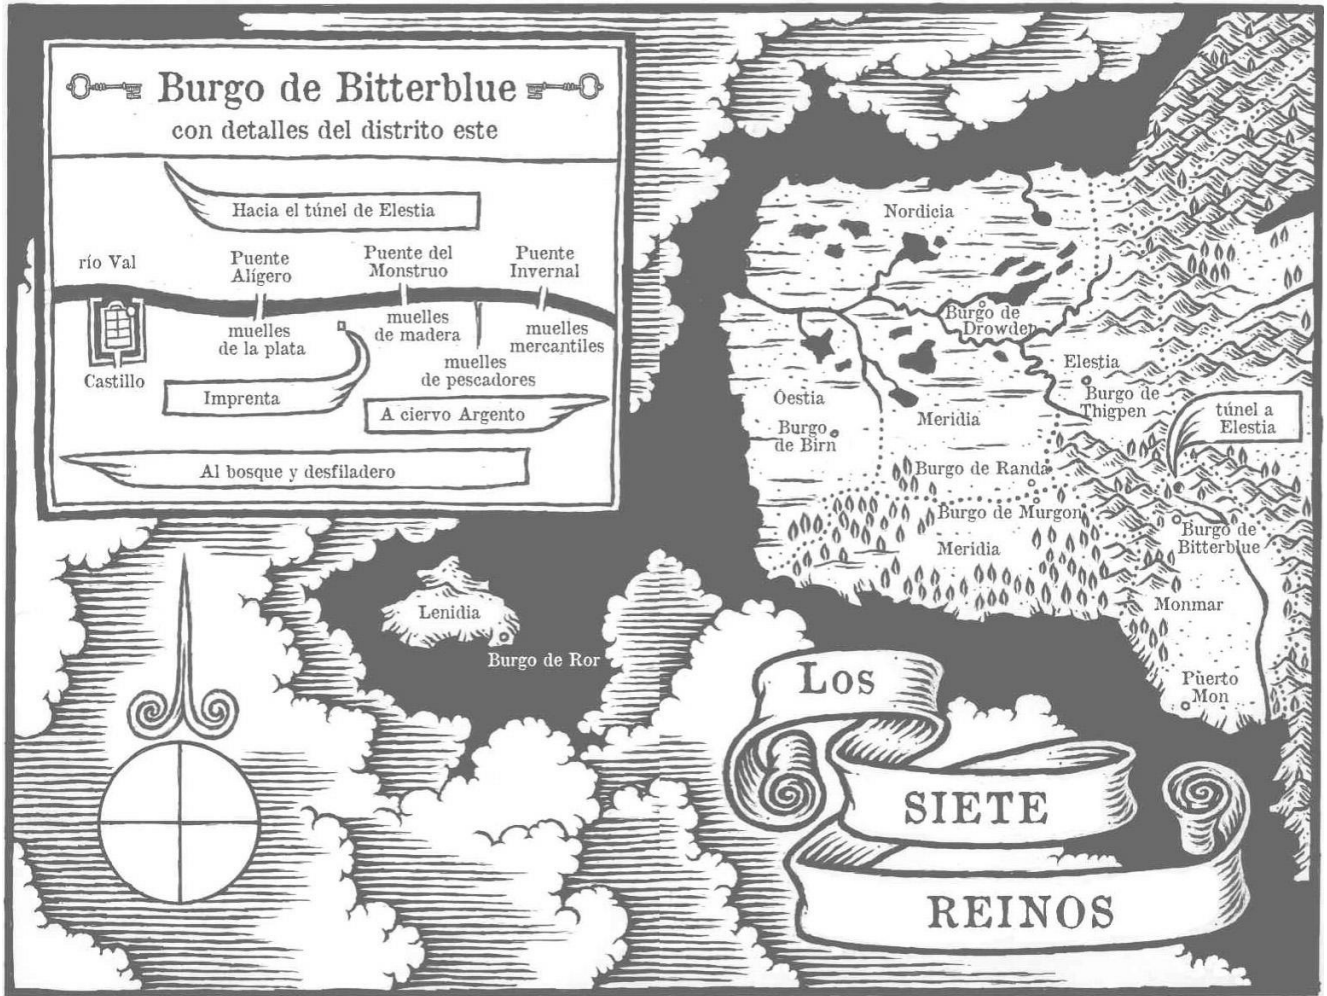 Burgo de Bitterblue
con detalles del distrito este
Hacia el túnel de Elestia
río Val
Puente
Alígero
Puente del
Monstruo
Puente
Invernal
muelles
de la plata
muelles
de madera
muelles
mercantiles
muelles
de pescadores
Castillo
Imprenta
A ciervo Argento
Al bosque y desfiladero
Nordicia
Burgo de
Drowden
Elestia
Burgo de
Thigpen
túnel a
Elestia
Oestia
Burgo
de Birn
Meridia
Burgo de Randa
Burgo de Murgon
Meridia
Burgo de
Bitterblue
Monmar
Puerto
Mon
Lenidia
Burgo de Ror
Los
SIETE
REINOS